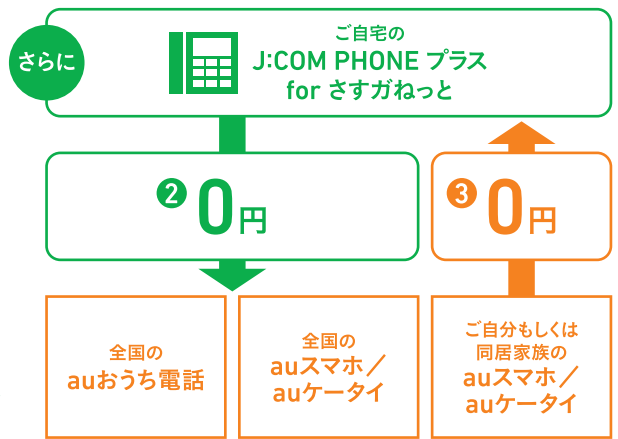 さらに
ご自宅の
J:COM PHONE プラス
for さすガねっと
2 0円
3 0円
全国の
auおうち電話
全国の
auスマホ／
auケータイ
ご自分もしくは
同居家族の
auスマホ／
auケータイ